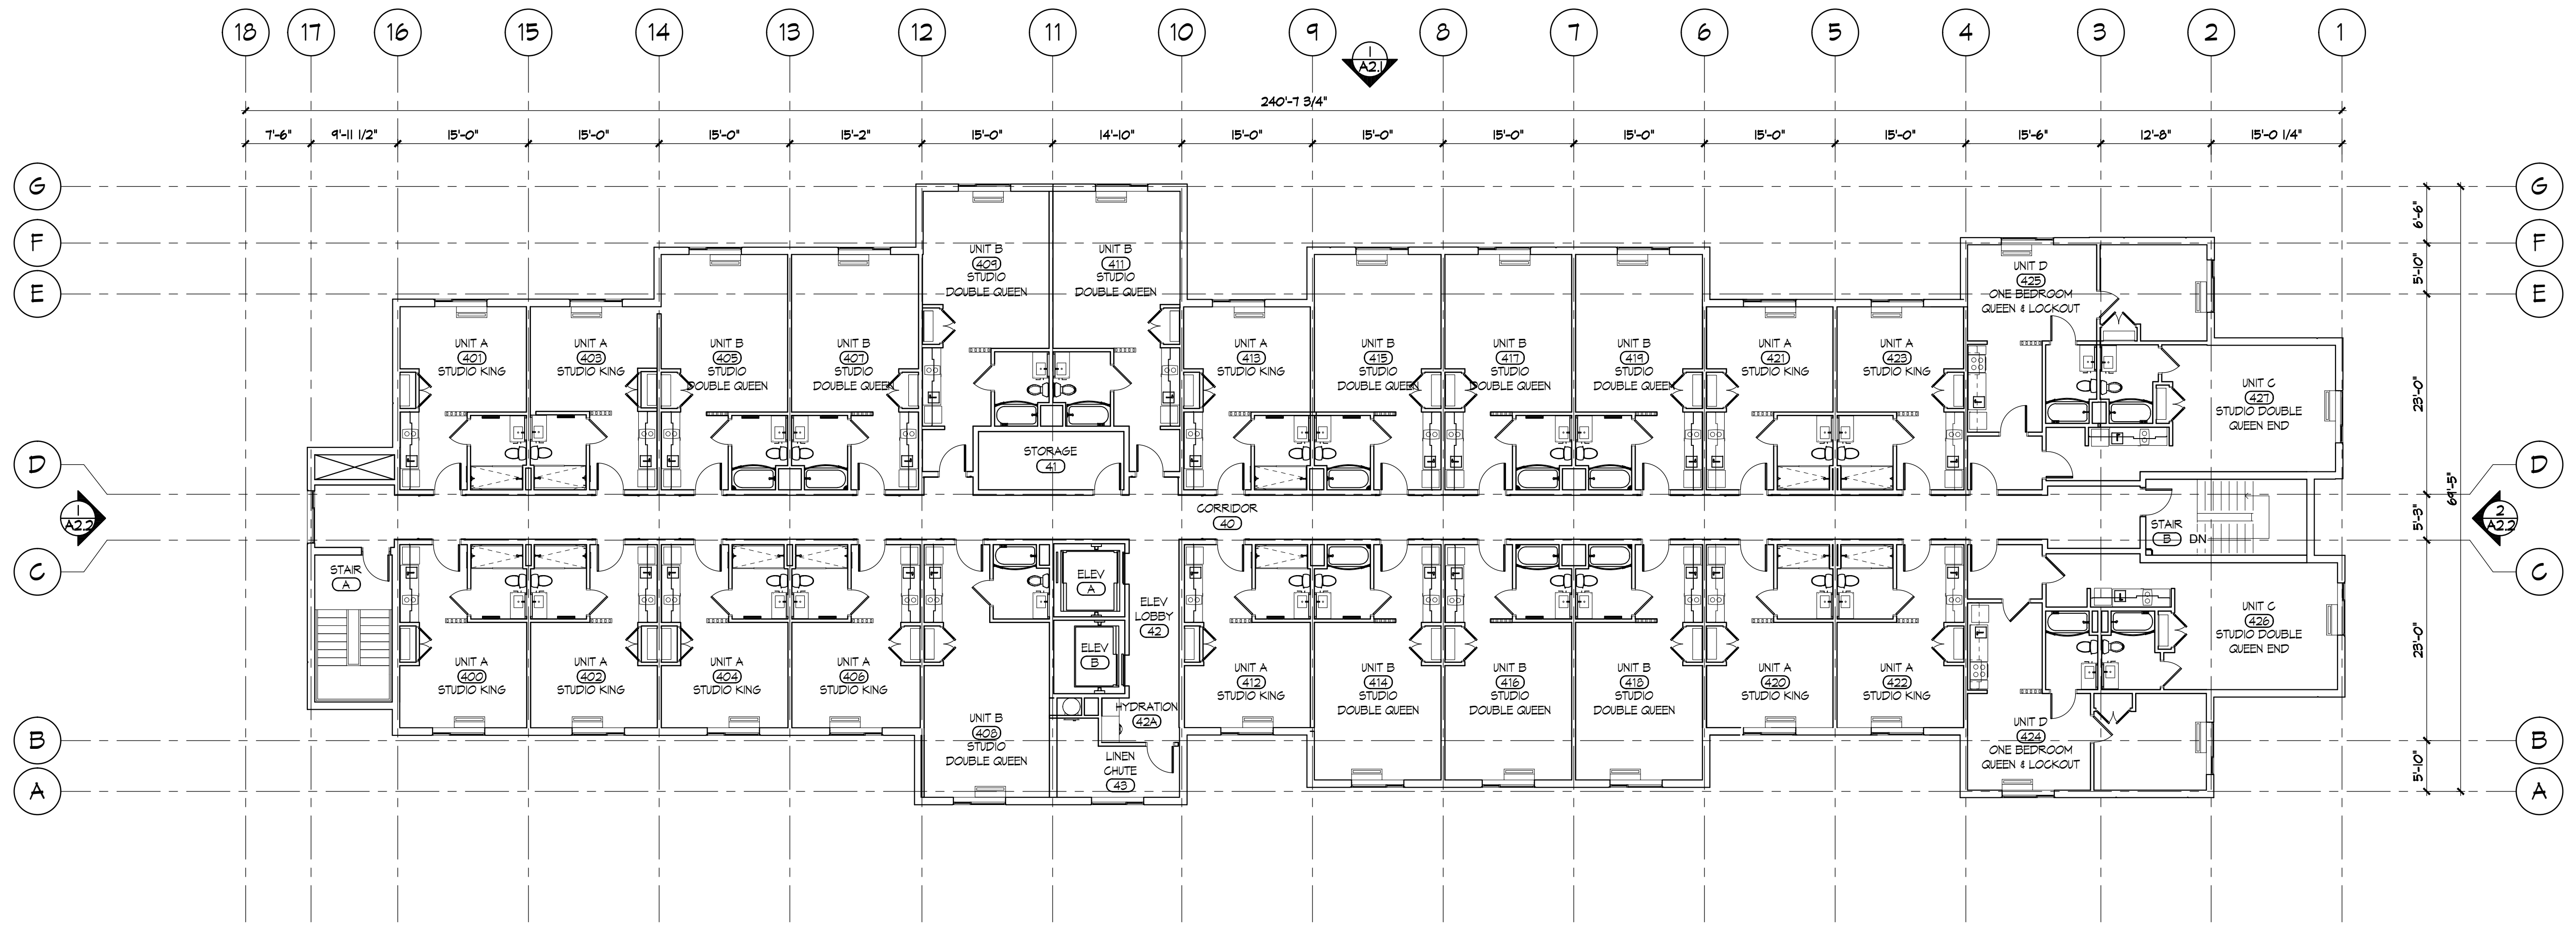 18 17 16 15 14 13 12 11 10 9 8 7 6 5 4 3 2 1
1
A2.1
240'-7 3/4"
7'-6" 9'-11 1/2" 15'-0" 15'-0" 15'-0" 15'-2" 15'-0" 14'-10" 15'-0" 15'-0" 15'-0" 15'-0" 15'-0" 15'-0" 15'-6" 12'-8" 15'-0 1/4"
G
F
E
D
C
B
A
G
F
E
D
C
B
A
6'-6"
5'-10"
23'-0"
5'-3"
23'-0"
5'-10"
69'-5"
1
A2.2
2
A2.2
UNIT A
401
STUDIO KING
UNIT A
403
STUDIO KING
UNIT B
405
STUDIO
DOUBLE QUEEN
UNIT B
407
STUDIO
DOUBLE QUEEN
UNIT B
409
STUDIO
DOUBLE QUEEN
UNIT B
411
STUDIO
DOUBLE QUEEN
UNIT A
413
STUDIO KING
UNIT B
415
STUDIO
DOUBLE QUEEN
UNIT B
417
STUDIO
DOUBLE QUEEN
UNIT B
419
STUDIO
DOUBLE QUEEN
UNIT A
421
STUDIO KING
UNIT A
423
STUDIO KING
UNIT D
425
ONE BEDROOM
QUEEN & LOCKOUT
UNIT C
427
STUDIO DOUBLE
QUEEN END
STORAGE
41
CORRIDOR
40
STAIR
B DN
STAIR
A
ELEV
A
ELEV
B
ELEV
LOBBY
42
HYDRATION
42A
LINEN
CHUTE
43
UNIT A
400
STUDIO KING
UNIT A
402
STUDIO KING
UNIT A
404
STUDIO KING
UNIT A
406
STUDIO KING
UNIT B
408
STUDIO
DOUBLE QUEEN
UNIT A
412
STUDIO KING
UNIT B
414
STUDIO
DOUBLE QUEEN
UNIT B
416
STUDIO
DOUBLE QUEEN
UNIT B
418
STUDIO
DOUBLE QUEEN
UNIT A
420
STUDIO KING
UNIT A
422
STUDIO KING
UNIT D
424
ONE BEDROOM
QUEEN & LOCKOUT
UNIT C
426
STUDIO DOUBLE
QUEEN END